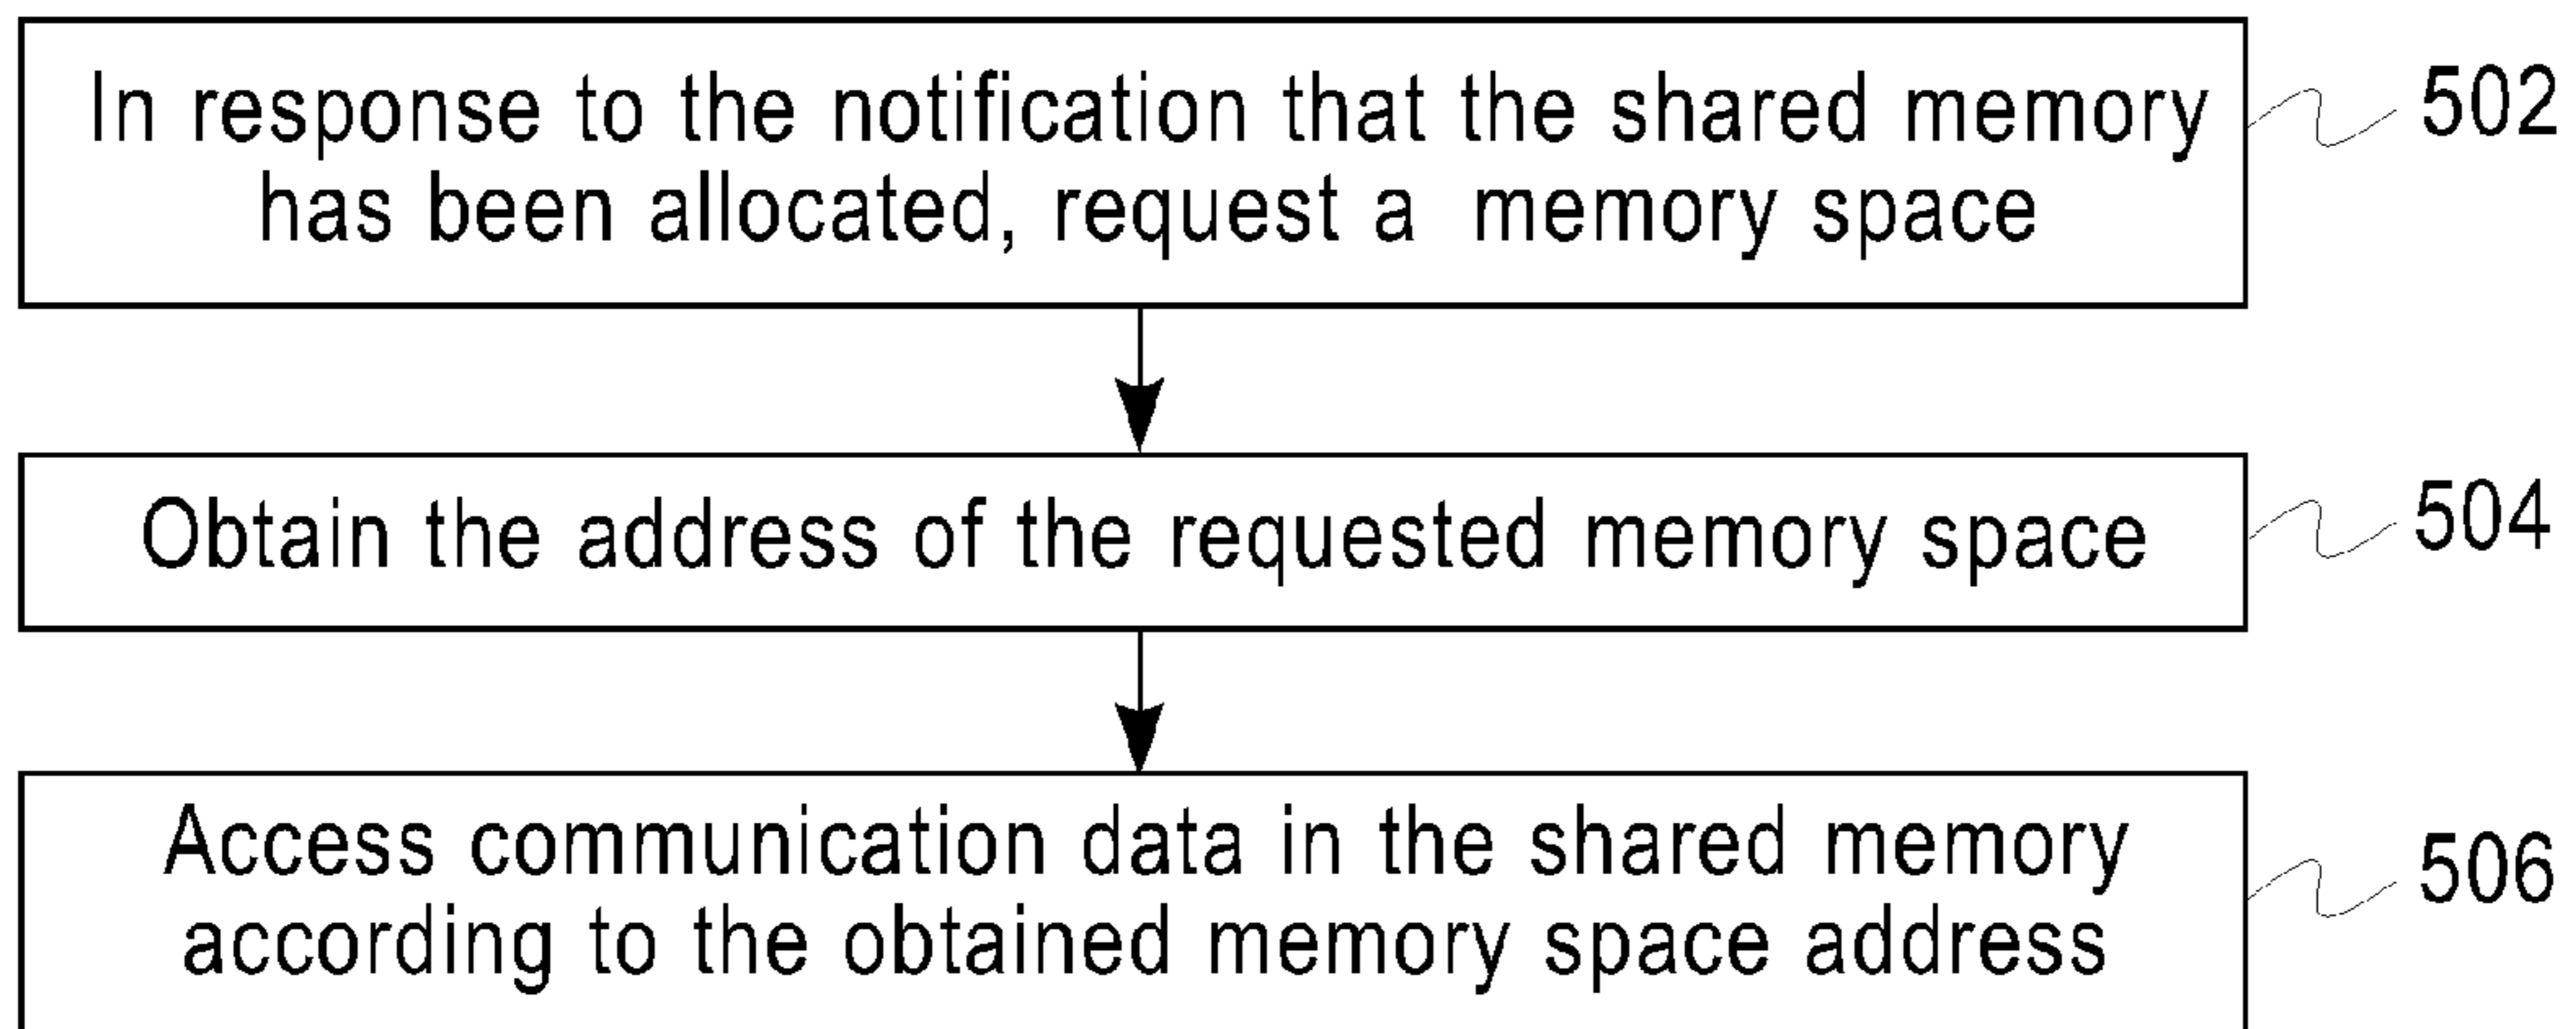 In response to the notification that the shared memory
has been allocated, request a memory space
502
Obtain the address of the requested memory space
504
Access communication data in the shared memory
according to the obtained memory space address
506